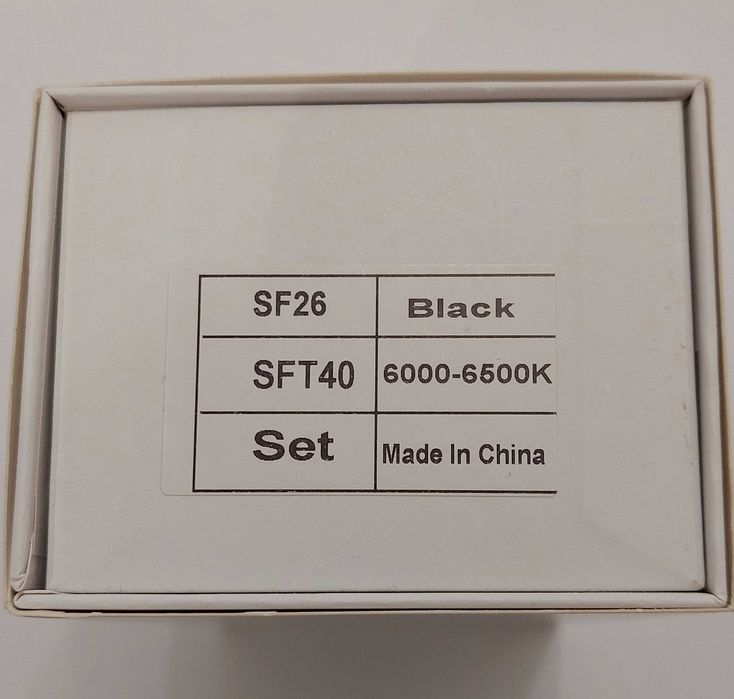 SF26 Black
SFT40 6000-6500K
Set Made In China